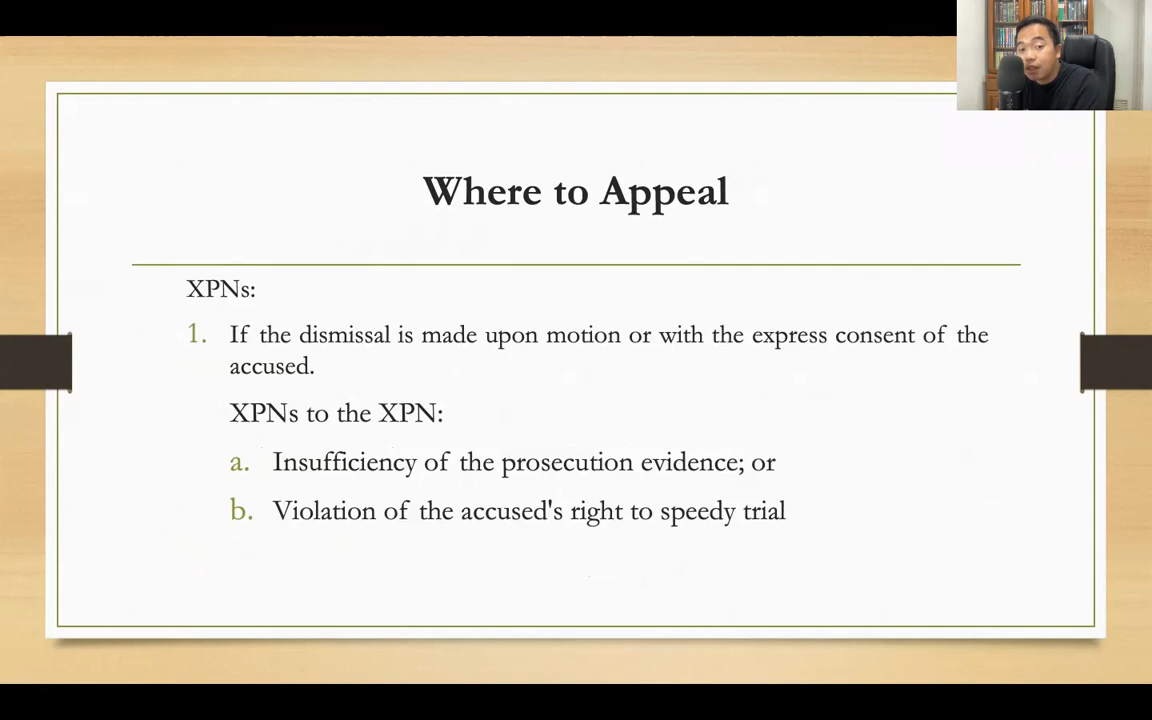 Where to Appeal
XPNs:
1. If the dismissal is made upon motion or with the express consent of the
accused.
XPNs to the XPN:
a. Insufficiency of the prosecution evidence; or
b. Violation of the accused's right to speedy trial